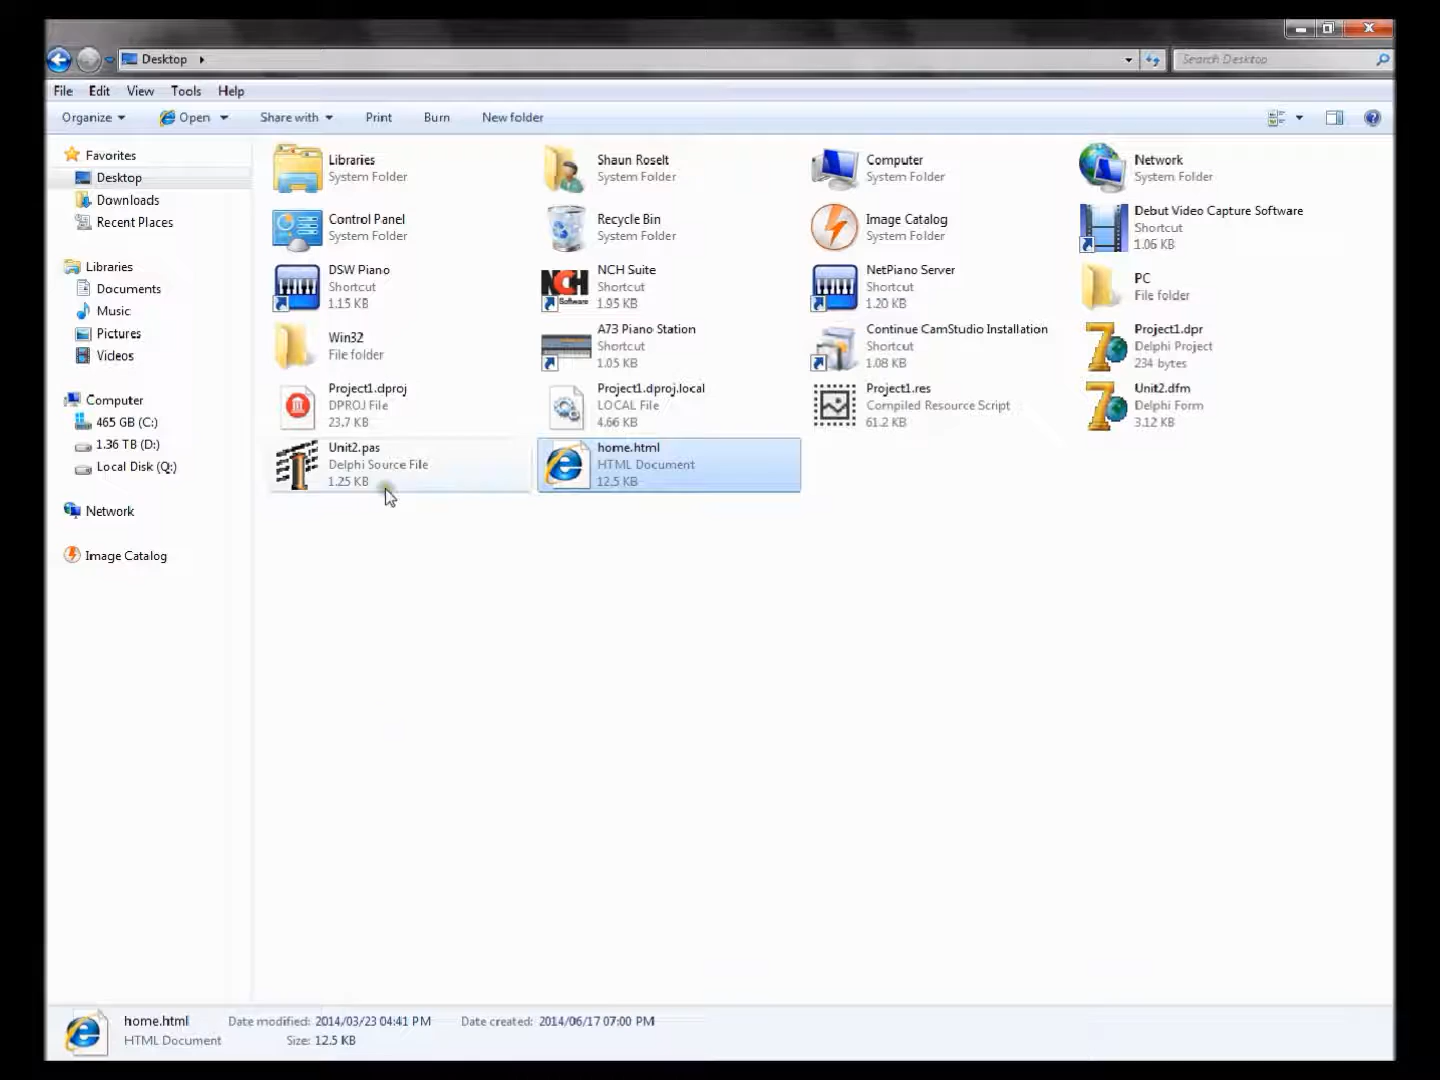 Desktop
Search Desktop
File Edit View Tools Help
Organize Open Share with Print Burn New folder
Favorites
Desktop
Downloads
Recent Places
Libraries
Documents
Music
Pictures
Videos
Computer
465 GB (C:)
1.36 TB (D:)
Local Disk (Q:)
Network
Image Catalog
Libraries
System Folder
Shaun Roselt
System Folder
Computer
System Folder
Network
System Folder
Control Panel
System Folder
Recycle Bin
System Folder
Image Catalog
System Folder
Debut Video Capture Software
Shortcut
1.06 KB
DSW Piano
Shortcut
1.15 KB
NCH Software
NCH Suite
Shortcut
1.95 KB
NetPiano Server
Shortcut
1.20 KB
PC
File folder
Win32
File folder
A73 Piano Station
Shortcut
1.05 KB
Continue CamStudio Installation
Shortcut
1.08 KB
Project1.dpr
Delphi Project
234 bytes
Project1.dproj
DPROJ File
23.7 KB
Project1.dproj.local
LOCAL File
4.66 KB
Project1.res
Compiled Resource Script
61.2 KB
Unit2.dfm
Delphi Form
3.12 KB
Unit2.pas
Delphi Source File
1.25 KB
home.html
HTML Document
12.5 KB
home.html Date modified: 2014/03/23 04:41 PM Date created: 2014/06/17 07:00 PM
HTML Document Size: 12.5 KB